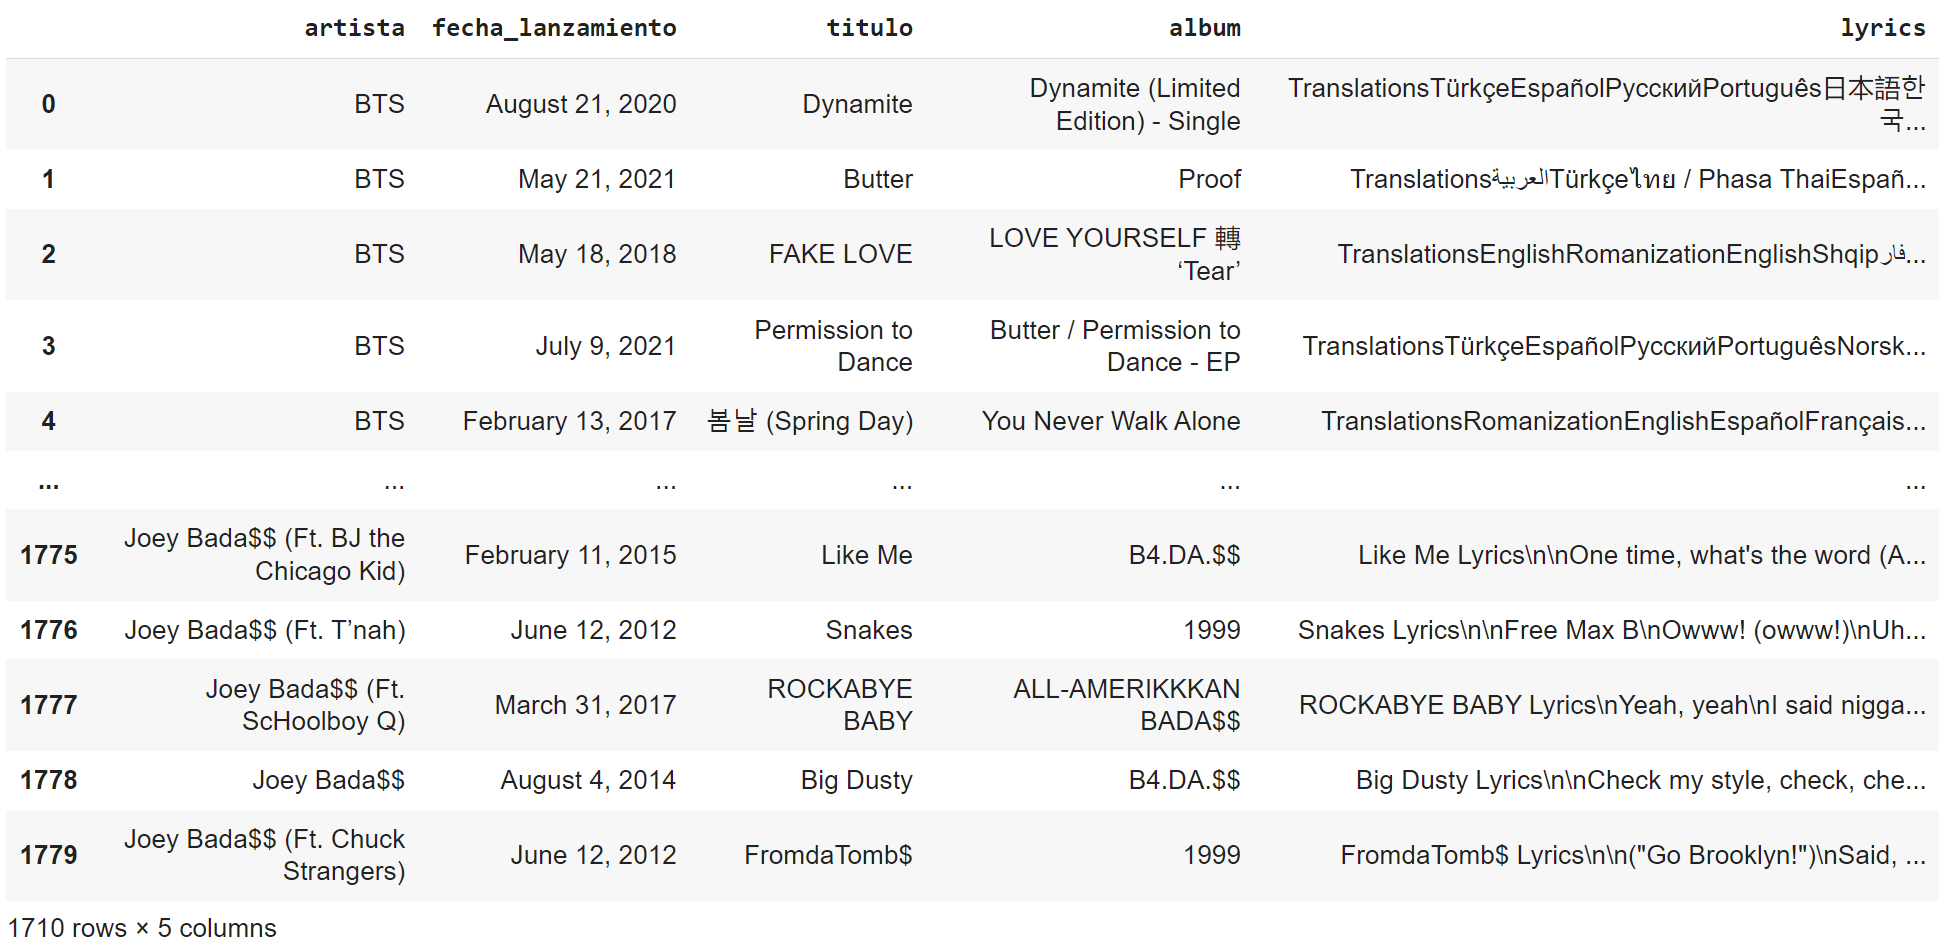 artista fecha_lanzamiento titulo album lyrics
0 BTS August 21, 2020 Dynamite Dynamite (Limited Edition) - Single TranslationsTürkçeEspañolРусскийPortuguês日本語한국...
1 BTS May 21, 2021 Butter Proof TranslationsالعربيةTürkçeไทย / Phasa ThaiEspañ...
2 BTS May 18, 2018 FAKE LOVE LOVE YOURSELF 轉 ‘Tear’ TranslationsEnglishRomanizationEnglishShqipفار...
3 BTS July 9, 2021 Permission to Dance Butter / Permission to Dance - EP TranslationsTürkçeEspañolРусскийPortuguêsNorsk...
4 BTS February 13, 2017 봄날 (Spring Day) You Never Walk Alone TranslationsRomanizationEnglishEspañolFrançais...
... ... ... ... ... ...
1775 Joey Bada$$ (Ft. BJ the Chicago Kid) February 11, 2015 Like Me B4.DA.$$ Like Me Lyrics\n\nOne time, what's the word (A...
1776 Joey Bada$$ (Ft. T’nah) June 12, 2012 Snakes 1999 Snakes Lyrics\n\nFree Max B\nOwww! (owww!)\nUh...
1777 Joey Bada$$ (Ft. ScHoolboy Q) March 31, 2017 ROCKABYE BABY ALL-AMERIKKKAN BADA$$ ROCKABYE BABY Lyrics\nYeah, yeah\nI said nigga...
1778 Joey Bada$$ August 4, 2014 Big Dusty B4.DA.$$ Big Dusty Lyrics\n\nCheck my style, check, che...
1779 Joey Bada$$ (Ft. Chuck Strangers) June 12, 2012 FromdaTomb$ 1999 FromdaTomb$ Lyrics\n\n("Go Brooklyn!")\nSaid, ...
1710 rows × 5 columns